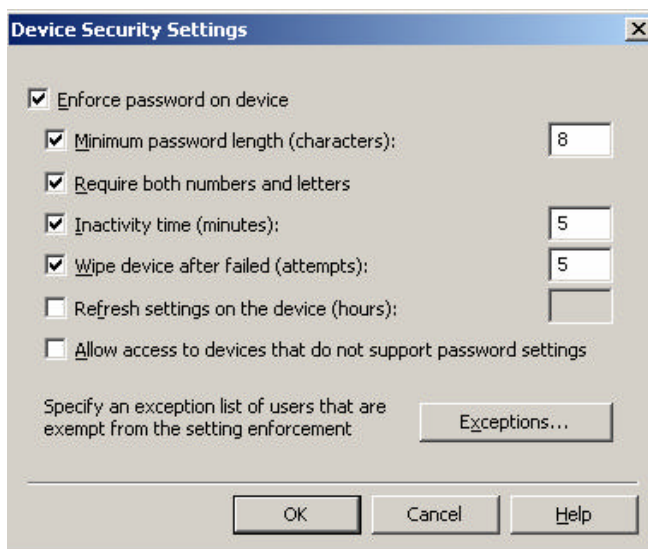 Device Security Settings
Enforce password on device
Minimum password length (characters): 8
Require both numbers and letters
Inactivity time (minutes): 5
Wipe device after failed (attempts): 5
Refresh settings on the device (hours):
Allow access to devices that do not support password settings
Specify an exception list of users that are
exempt from the setting enforcement
Exceptions...
OK Cancel Help